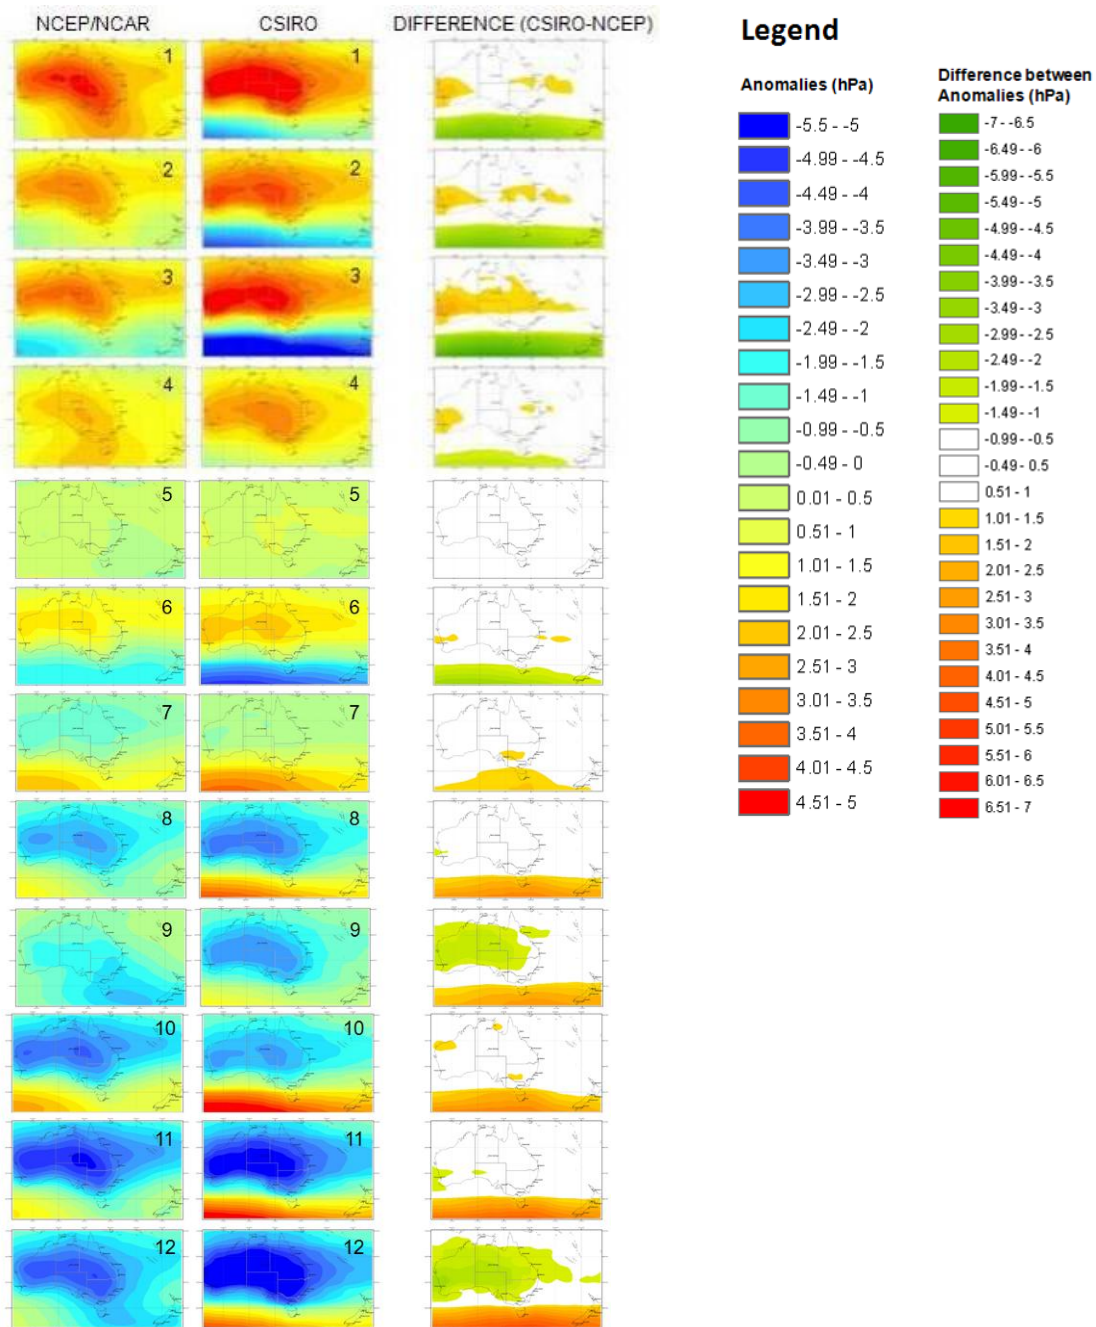 NCEP/NCAR CSIRO DIFFERENCE (CSIRO-NCEP)
1 1
2 2
3 3
4 4
5 5
6 6
7 7
8 8
9 9
10 10
11 11
12 12
Legend
Anomalies (hPa)
-5.5 - -5
-4.99 - -4.5
-4.49 - -4
-3.99 - -3.5
-3.49 - -3
-2.99 - -2.5
-2.49 - -2
-1.99 - -1.5
-1.49 - -1
-0.99 - -0.5
-0.49 - 0
0.01 - 0.5
0.51 - 1
1.01 - 1.5
1.51 - 2
2.01 - 2.5
2.51 - 3
3.01 - 3.5
3.51 - 4
4.01 - 4.5
4.51 - 5
Difference between
Anomalies (hPa)
-7 - -6.5
-6.49 - -6
-5.99 - -5.5
-5.49 - -5
-4.99 - -4.5
-4.49 - -4
-3.99 - -3.5
-3.49 - -3
-2.99 - -2.5
-2.49 - -2
-1.99 - -1.5
-1.49 - -1
-0.99 - -0.5
-0.49 - 0.5
0.51 - 1
1.01 - 1.5
1.51 - 2
2.01 - 2.5
2.51 - 3
3.01 - 3.5
3.51 - 4
4.01 - 4.5
4.51 - 5
5.01 - 5.5
5.51 - 6
6.01 - 6.5
6.51 - 7